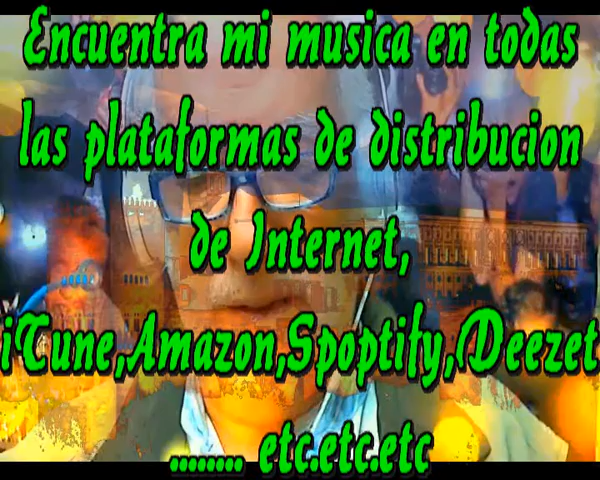 Encuentra mi musica en todas
las plataformas de distribucion
de Internet,
iTune,Amazon,Spoptify,Deezet
........ etc.etc.etc